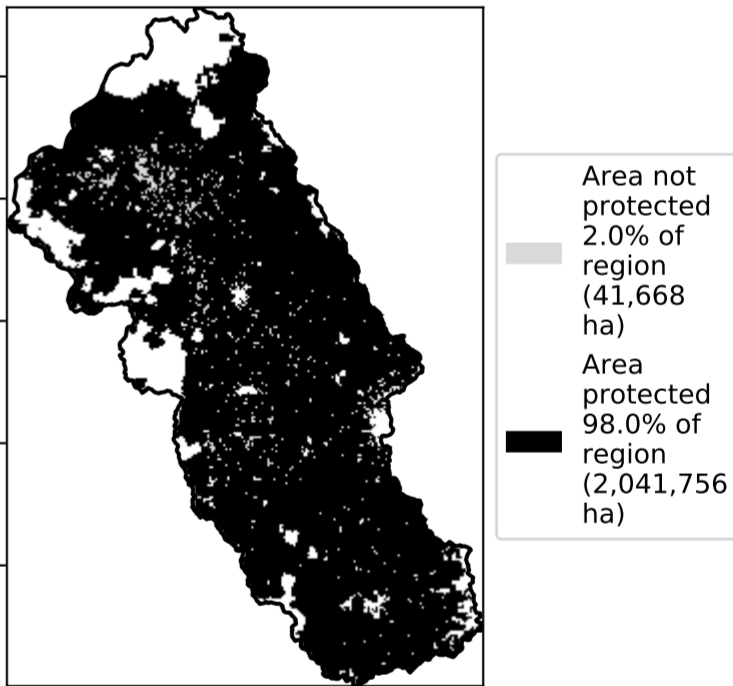 Area not
protected
2.0% of
region
(41,668
ha)
Area
protected
98.0% of
region
(2,041,756
ha)